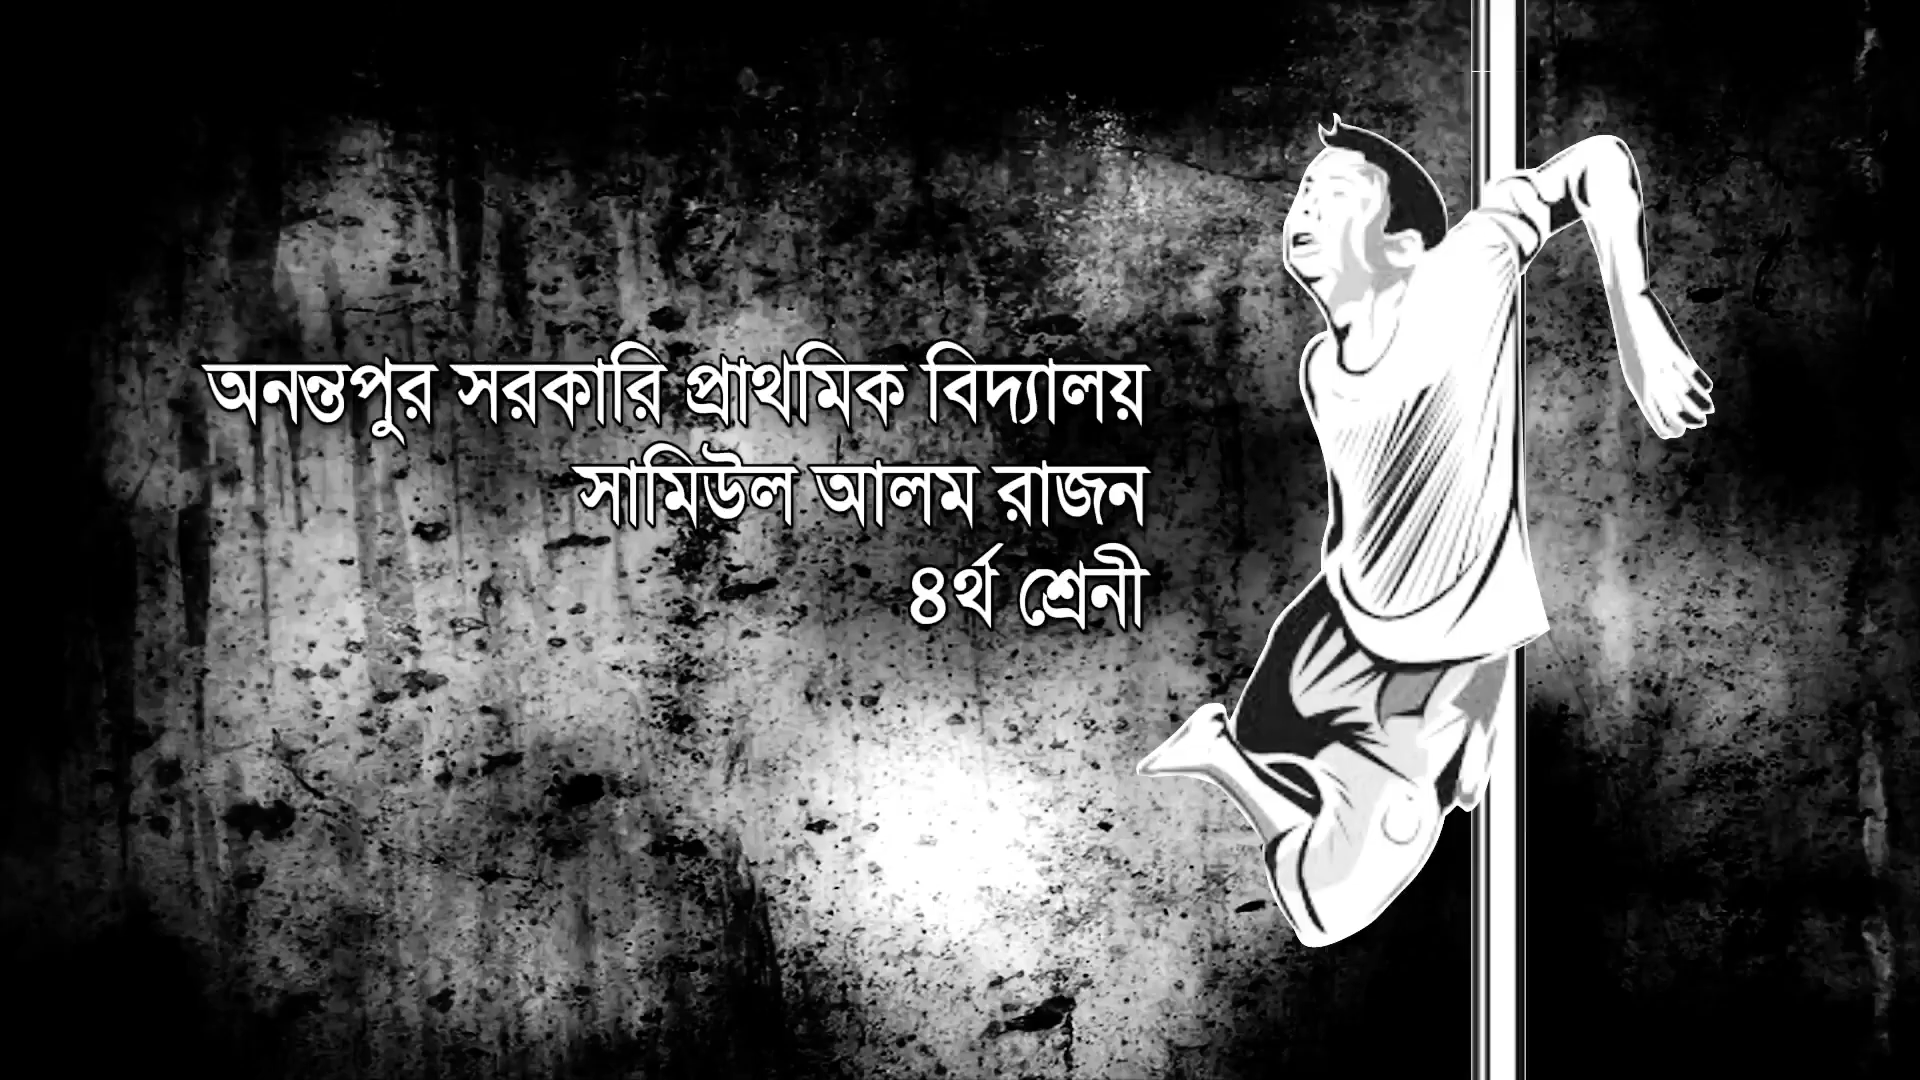 অনন্তপুর সরকারি প্রাথমিক বিদ্যালয়
সামিউল আলম রাজন
৪র্থ শ্রেনী